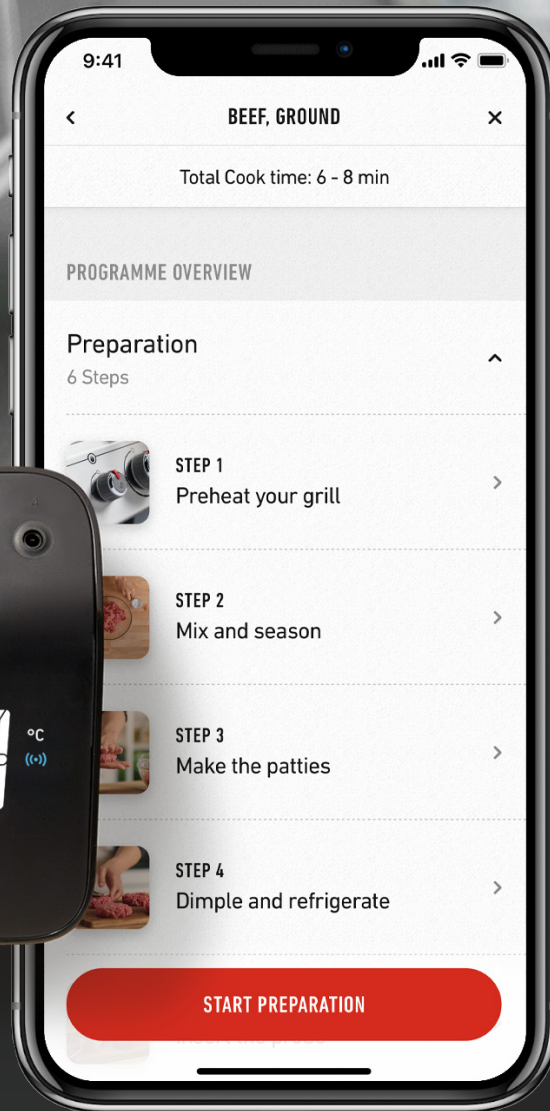 9:41
BEEF, GROUND
Total Cook time: 6 - 8 min
PROGRAMME OVERVIEW
Preparation
6 Steps
STEP 1
Preheat your grill
STEP 2
Mix and season
STEP 3
Make the patties
STEP 4
Dimple and refrigerate
START PREPARATION
°C